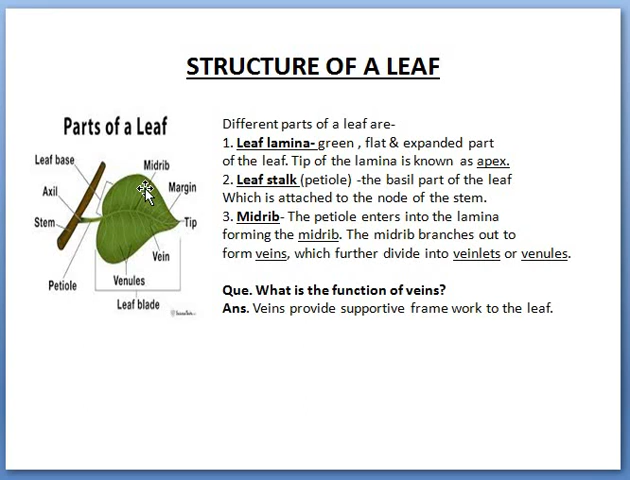 STRUCTURE OF A LEAF
Parts of a Leaf
Leaf base
Midrib
Axil
Margin
Stem
Tip
Vein
Petiole
Venules
Leaf blade
Different parts of a leaf are-
1. Leaf lamina- green , flat & expanded part
of the leaf. Tip of the lamina is known as apex.
2. Leaf stalk (petiole) -the basil part of the leaf
Which is attached to the node of the stem.
3. Midrib- The petiole enters into the lamina
forming the midrib. The midrib branches out to
form veins, which further divide into veinlets or venules.
Que. What is the function of veins?
Ans. Veins provide supportive frame work to the leaf.